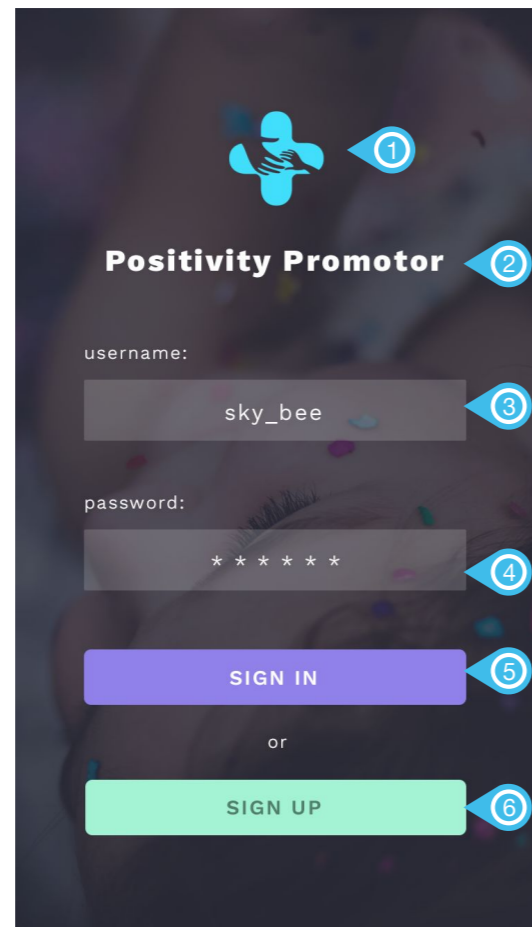 1
Positivity Promotor 2
username:
sky_bee 3
password:
* * * * * * 4
SIGN IN 5
or
SIGN UP 6